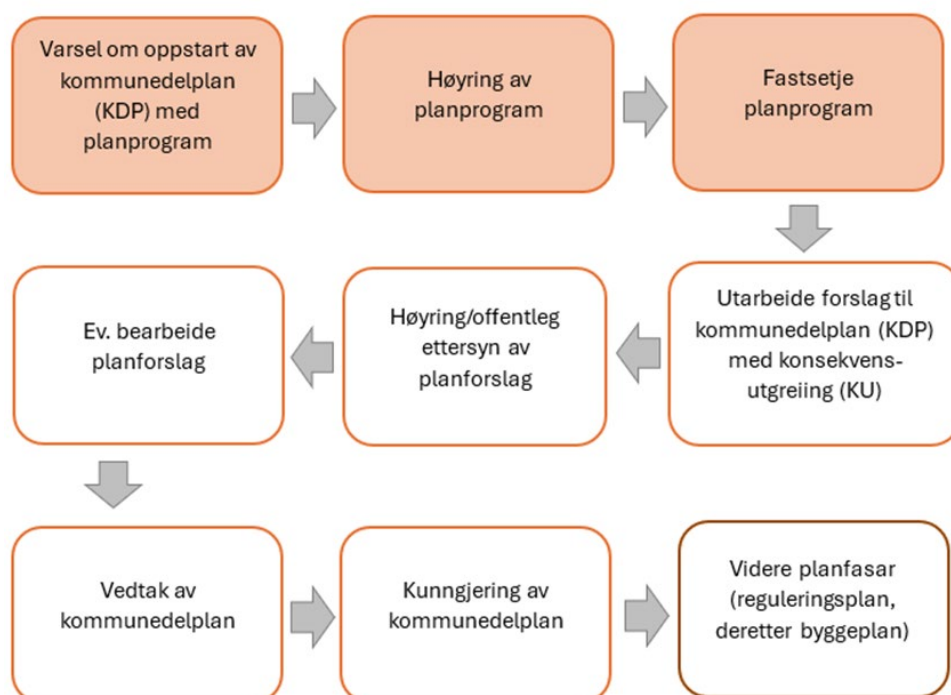 Varsel om oppstart av
kommunedelplan
(KDP) med
planprogram
Høyring av
planprogram
Fastsetje
planprogram
Utarbeide forslag til
kommunedelplan (KDP)
med konsekvens-
utgreiing (KU)
Høyring/offentleg
ettersyn av
planforslag
Ev. bearbeide
planforslag
Vedtak av
kommunedelplan
Kunngjering av
kommunedelplan
Videre planfasar
(reguleringsplan,
deretter byggeplan)